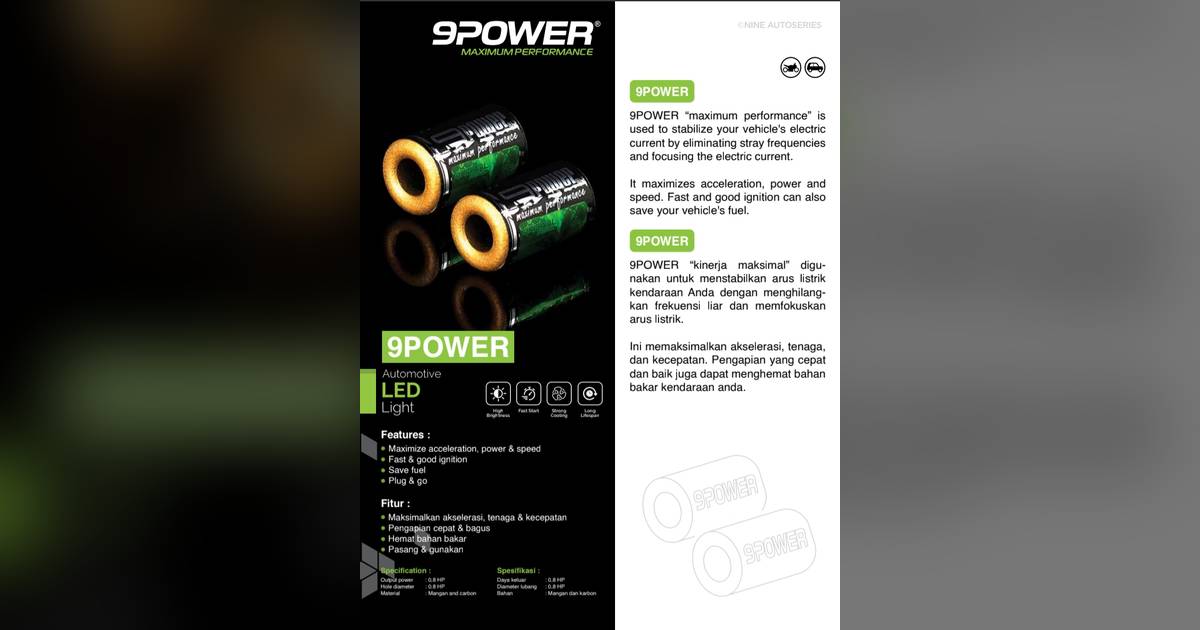 9POWER®
MAXIMUM PERFORMANCE
maximum performance
maximum performance
9POWER
Automotive
LED
Light
High
Brightness
Fast Start
Strong
Cooling
Long
Lifespan
Features :
Maximize acceleration, power & speed
Fast & good ignition
Save fuel
Plug & go
Fitur :
Maksimalkan akselerasi, tenaga & kecepatan
Pengapian cepat & bagus
Hemat bahan bakar
Pasang & gunakan
Specification :
Output power : 0.8 HP
Hole diameter : 0.8 HP
Material : Mangan and carbon
Spesifikasi :
Daya keluar : 0.8 HP
Diameter lubang : 0.8 HP
Bahan : Mangan dan karbon
©NINE AUTOSERIES
9POWER
9POWER “maximum performance” is
used to stabilize your vehicle's electric
current by eliminating stray frequencies
and focusing the electric current.
It maximizes acceleration, power and
speed. Fast and good ignition can also
save your vehicle's fuel.
9POWER
9POWER “kinerja maksimal” digu-
nakan untuk menstabilkan arus listrik
kendaraan Anda dengan menghilang-
kan frekuensi liar dan memfokuskan
arus listrik.
Ini memaksimalkan akselerasi, tenaga,
dan kecepatan. Pengapian yang cepat
dan baik juga dapat menghemat bahan
bakar kendaraan anda.
9POWER
9POWER